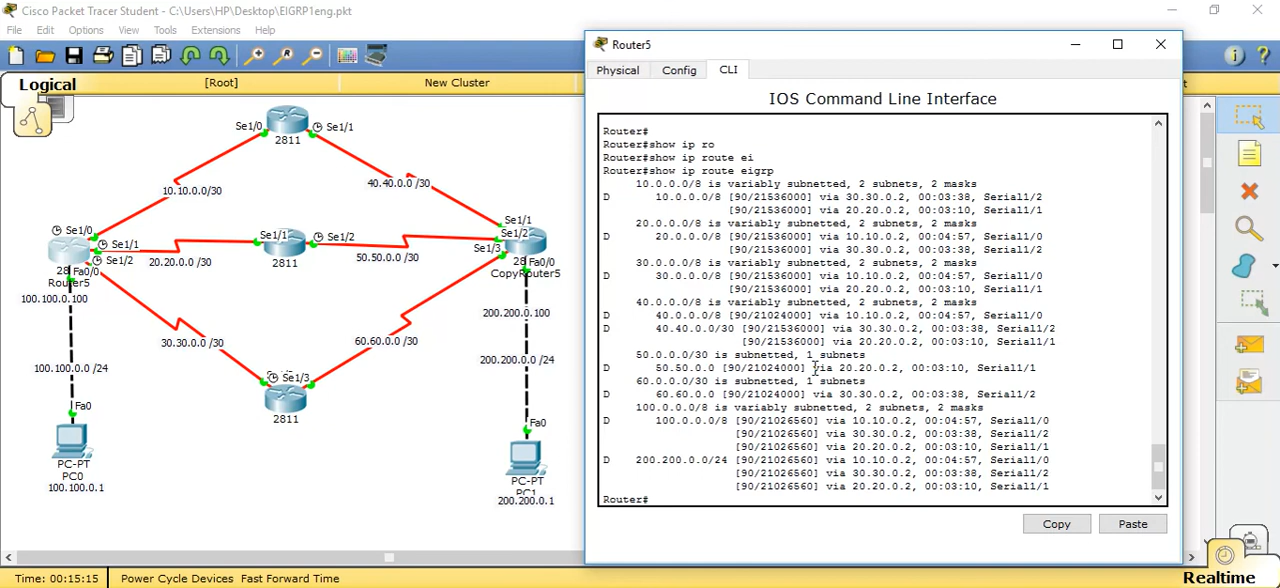 Cisco Packet Tracer Student - C:\Users\HP\Desktop\EIGRP1eng.pkt
File Edit Options View Tools Extensions Help
Logical
[Root]
New Cluster
Se1/0
Se1/1
2811
10.10.0.0/30
40.40.0.0 /30
Se1/0
Se1/1
Se1/2
Fa0/0
Router5
100.100.0.100
20.20.0.0 /30
Se1/1
Se1/2
2811
50.50.0.0 /30
Se1/1
Se1/2
Se1/3
Fa0/0
CopyRouter5
200.200.0.100
30.30.0.0 /30
60.60.0.0 /30
200.200.0.0 /24
100.100.0.0 /24
Se1/3
2811
Fa0
PC-PT
PC0
100.100.0.1
Fa0
PC-PT
PC1
200.200.0.1
Router5
Physical Config CLI
IOS Command Line Interface
Router#
Router#show ip ro
Router#show ip route ei
Router#show ip route eigrp
10.0.0.0/8 is variably subnetted, 2 subnets, 2 masks
D 10.0.0.0/8 [90/21536000] via 30.30.0.2, 00:03:38, Serial1/2
[90/21536000] via 20.20.0.2, 00:03:10, Serial1/1
20.0.0.0/8 is variably subnetted, 2 subnets, 2 masks
D 20.0.0.0/8 [90/21536000] via 10.10.0.2, 00:04:57, Serial1/0
[90/21536000] via 30.30.0.2, 00:03:38, Serial1/2
30.0.0.0/8 is variably subnetted, 2 subnets, 2 masks
D 30.0.0.0/8 [90/21536000] via 10.10.0.2, 00:04:57, Serial1/0
[90/21536000] via 20.20.0.2, 00:03:10, Serial1/1
40.0.0.0/8 is variably subnetted, 2 subnets, 2 masks
D 40.0.0.0/8 [90/21024000] via 10.10.0.2, 00:04:57, Serial1/0
D 40.40.0.0/30 [90/21536000] via 30.30.0.2, 00:03:38, Serial1/2
[90/21536000] via 20.20.0.2, 00:03:10, Serial1/1
50.0.0.0/30 is subnetted, 1 subnets
D 50.50.0.0 [90/21024000] via 20.20.0.2, 00:03:10, Serial1/1
60.0.0.0/30 is subnetted, 1 subnets
D 60.60.0.0 [90/21024000] via 30.30.0.2, 00:03:38, Serial1/2
100.0.0.0/8 is variably subnetted, 2 subnets, 2 masks
D 100.0.0.0/8 [90/21026560] via 10.10.0.2, 00:04:57, Serial1/0
[90/21026560] via 30.30.0.2, 00:03:38, Serial1/2
[90/21026560] via 20.20.0.2, 00:03:10, Serial1/1
D 200.200.0.0/24 [90/21026560] via 10.10.0.2, 00:04:57, Serial1/0
[90/21026560] via 30.30.0.2, 00:03:38, Serial1/2
[90/21026560] via 20.20.0.2, 00:03:10, Serial1/1
Router#
Copy Paste
Time: 00:15:15 Power Cycle Devices Fast Forward Time
Realtime